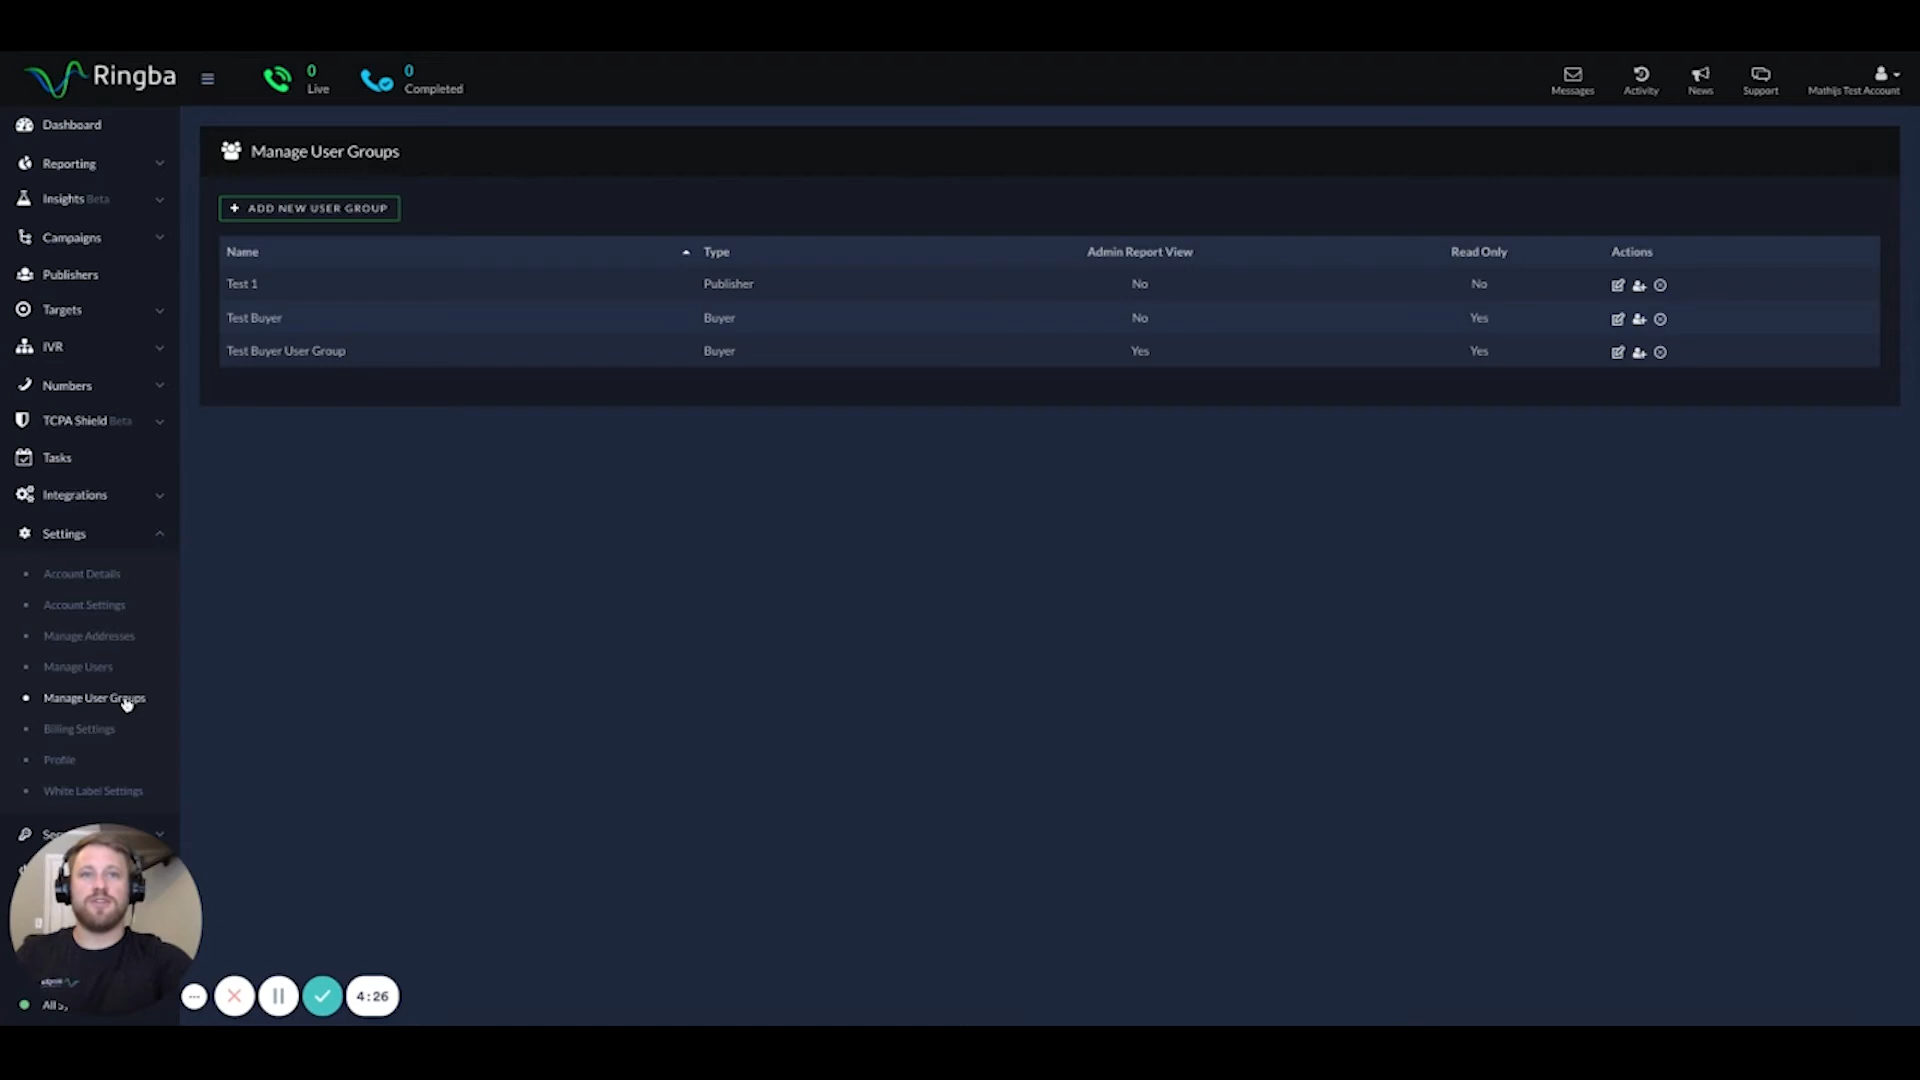 Ringba
0
Live
0
Completed
Messages
Activity
News
Support
Mathijs Test Account
Dashboard
Reporting
Insights Beta
Campaigns
Publishers
Targets
IVR
Numbers
TCPA Shield Beta
Tasks
Integrations
Settings
Account Details
Account Settings
Manage Addresses
Manage Users
Manage User Groups
Billing Settings
Profile
White Label Settings
All
Manage User Groups
+ ADD NEW USER GROUP
Name Type Admin Report View Read Only Actions
Test 1 Publisher No No
Test Buyer Buyer No Yes
Test Buyer User Group Buyer Yes Yes
4:26